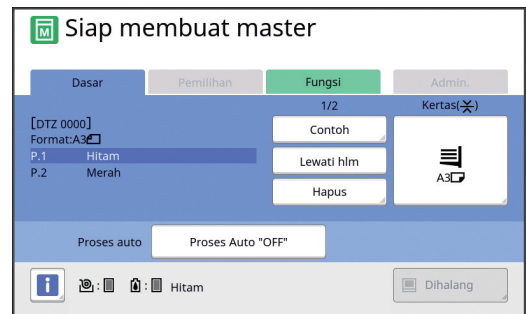 M Siap membuat master
Dasar Pemilihan Fungsi Admin.
1/2 Kertas( )
[DTZ 0000]
Format:A3
Contoh
P.1 Hitam
Lewati hlm
P.2 Merah
A3
Hapus
Proses auto Proses Auto "OFF"
i : : Hitam Dihalang